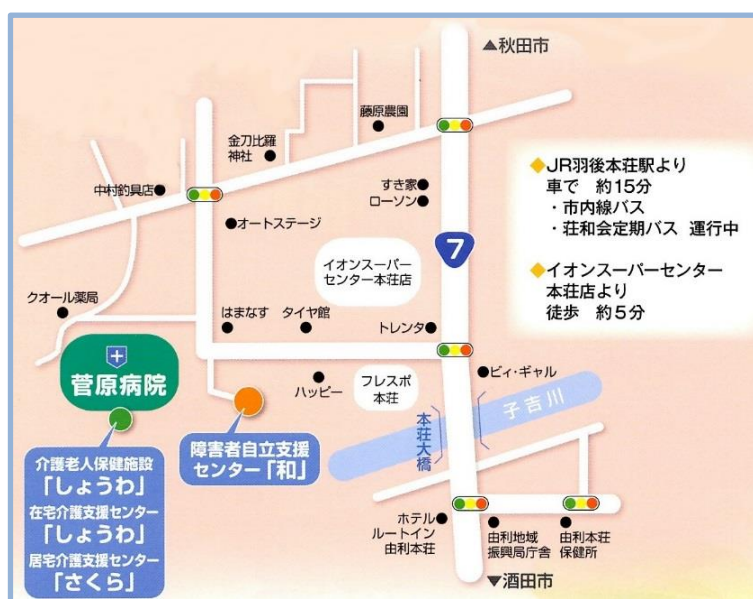 ▲秋田市
藤原農園
金刀比羅
神社
中村釣具店
すき家
ローソン
オートステージ
◆JR羽後本荘駅より
車で 約15分
・市内線バス
・荘和会定期バス 運行中
◆イオンスーパーセンター
本荘店より
徒歩 約5分
7
イオンスーパー
センター本荘店
クオール薬局
はまなす
タイヤ館
トレンタ
菅原病院
ハッピー
フレスポ
本荘
ビィ・ギャル
子吉川
本荘大橋
障害者自立支援
センター「和」
介護老人保健施設
「しょうわ」
在宅介護支援センター
「しょうわ」
居宅介護支援センター
「さくら」
ホテル
ルートイン
由利本荘
由利地域
振興局庁舎
由利本荘
保健所
▼酒田市